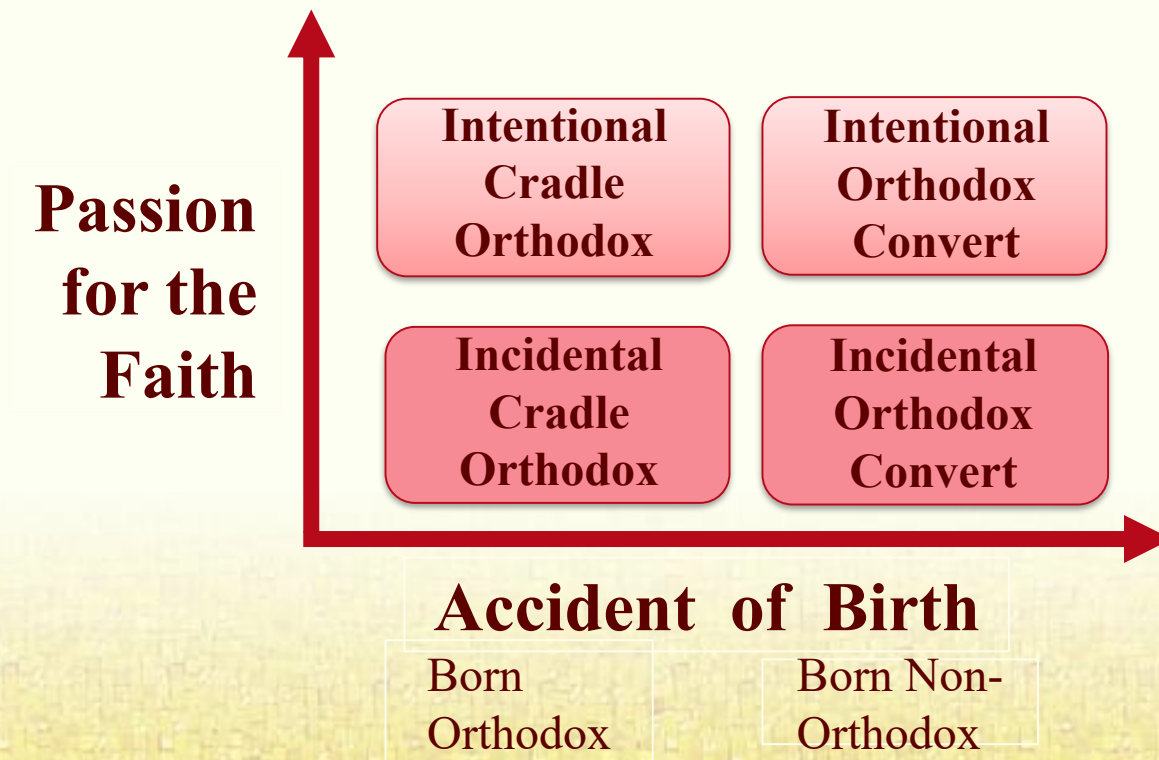 Passion
for the
Faith
Intentional
Cradle
Orthodox
Intentional
Orthodox
Convert
Incidental
Cradle
Orthodox
Incidental
Orthodox
Convert
Accident of Birth
Born
Orthodox
Born Non-
Orthodox